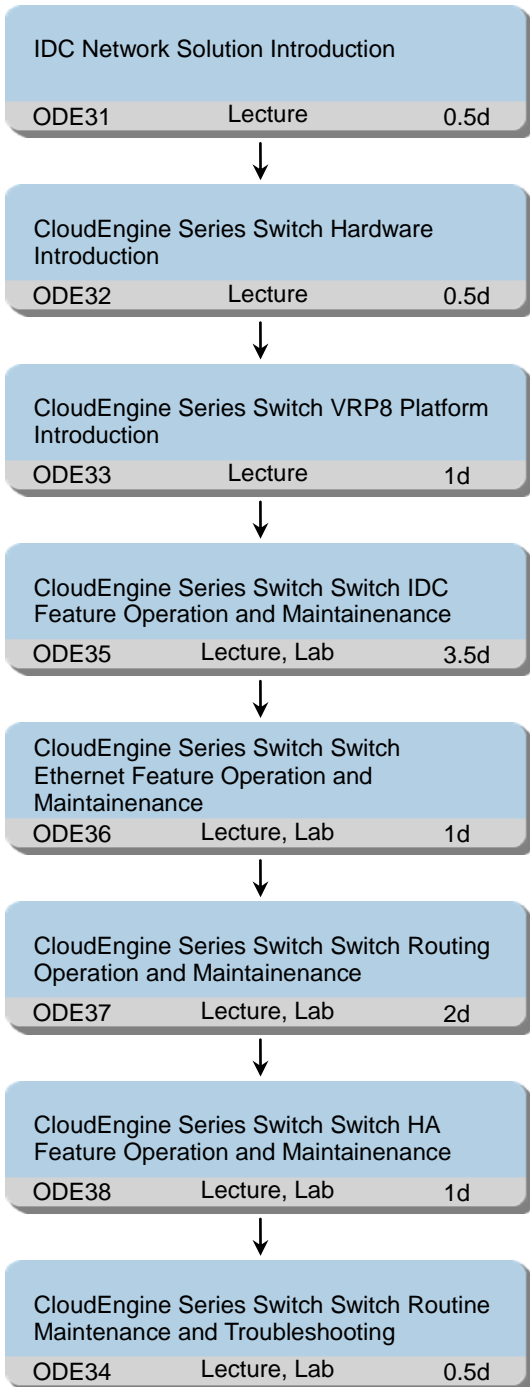 IDC Network Solution Introduction
ODE31 Lecture 0.5d
CloudEngine Series Switch Hardware
Introduction
ODE32 Lecture 0.5d
CloudEngine Series Switch VRP8 Platform
Introduction
ODE33 Lecture 1d
CloudEngine Series Switch Switch IDC
Feature Operation and Maintainenance
ODE35 Lecture, Lab 3.5d
CloudEngine Series Switch Switch
Ethernet Feature Operation and
Maintainenance
ODE36 Lecture, Lab 1d
CloudEngine Series Switch Switch Routing
Operation and Maintainenance
ODE37 Lecture, Lab 2d
CloudEngine Series Switch Switch HA
Feature Operation and Maintainenance
ODE38 Lecture, Lab 1d
CloudEngine Series Switch Switch Routine
Maintenance and Troubleshooting
ODE34 Lecture, Lab 0.5d